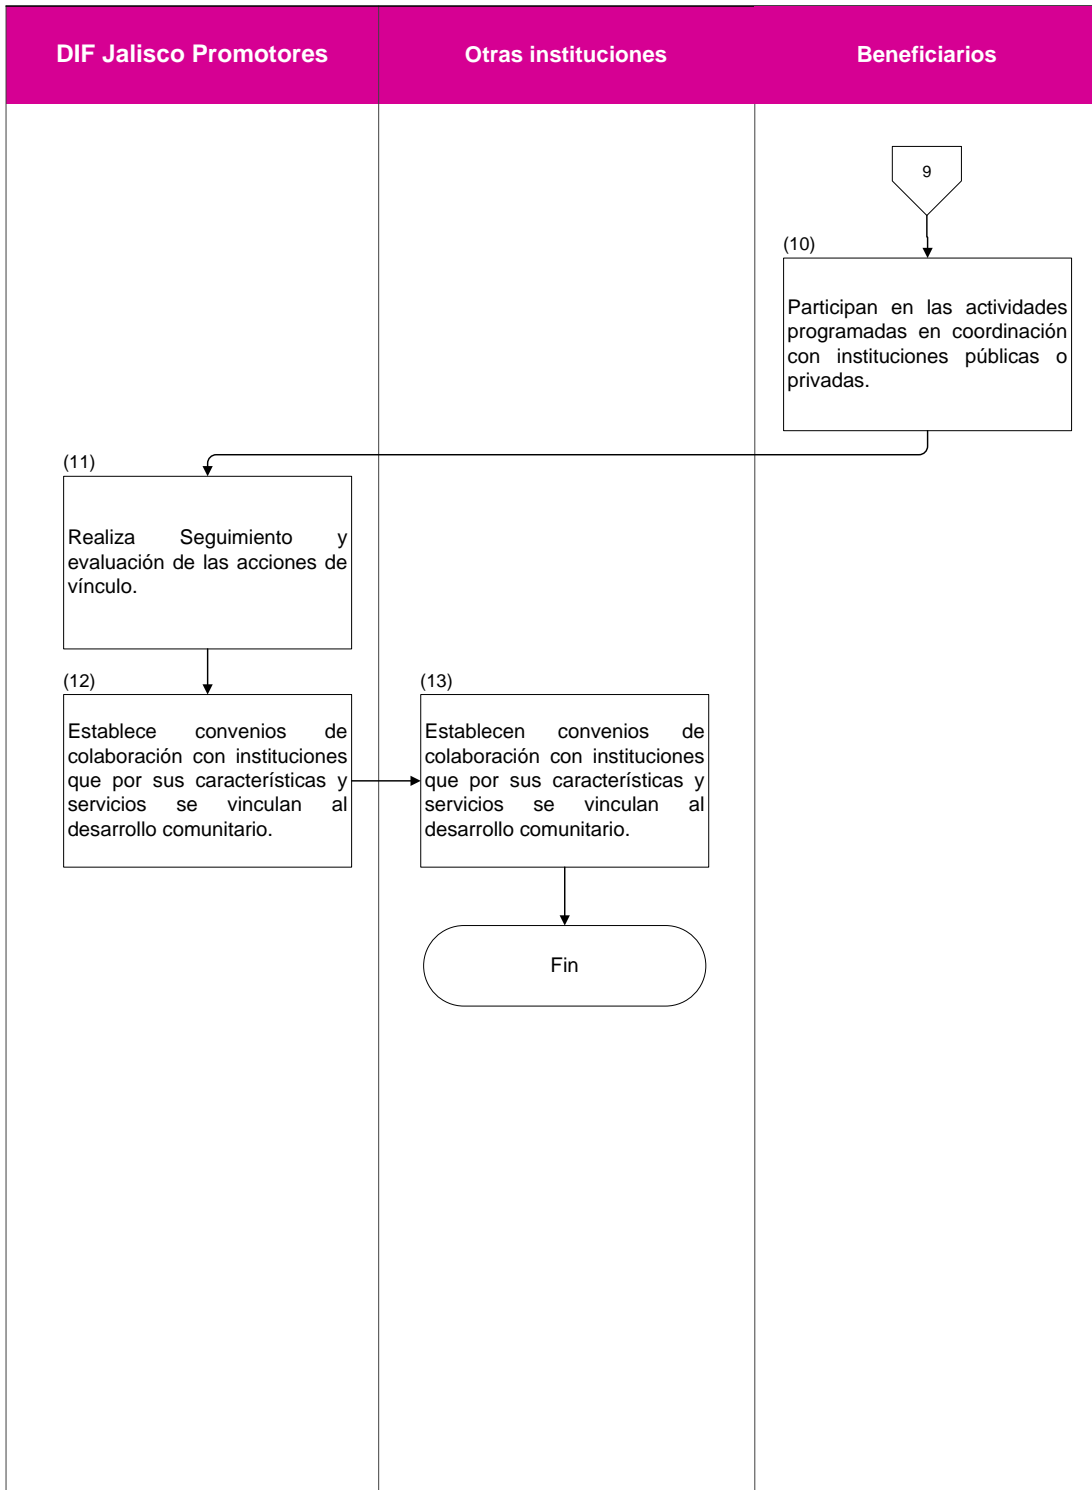 DIF Jalisco Promotores
Otras instituciones
Beneficiarios
9
(10)
Participan en las actividades
programadas en coordinación
con instituciones públicas o
privadas.
(11)
Realiza Seguimiento y
evaluación de las acciones de
vínculo.
(12)
Establece convenios de
colaboración con instituciones
que por sus características y
servicios se vinculan al
desarrollo comunitario.
(13)
Establecen convenios de
colaboración con instituciones
que por sus características y
servicios se vinculan al
desarrollo comunitario.
Fin